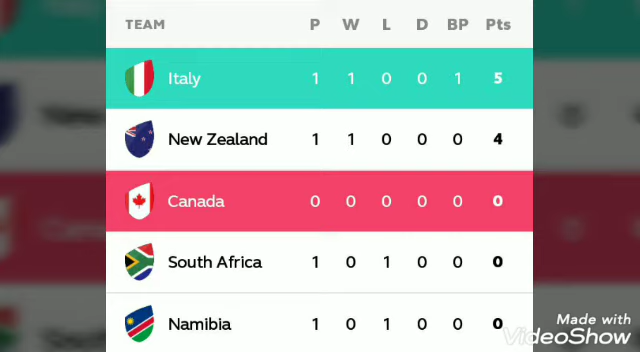 TEAM P W L D BP Pts
Italy 1 1 0 0 1 5
New Zealand 1 1 0 0 0 4
Canada 0 0 0 0 0 0
South Africa 1 0 1 0 0 0
Namibia 1 0 1 0 0 0
Made with
VideoShow